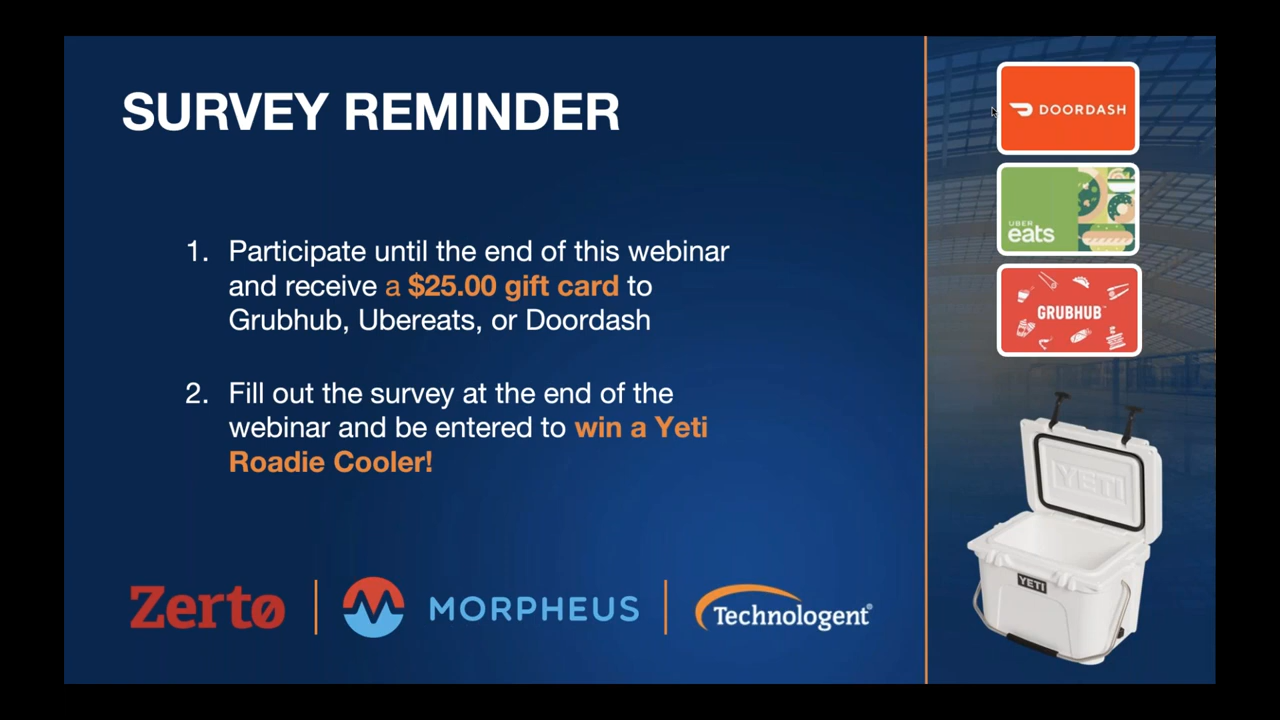 SURVEY REMINDER
1. Participate until the end of this webinar
and receive a $25.00 gift card to
Grubhub, Ubereats, or Doordash
2. Fill out the survey at the end of the
webinar and be entered to win a Yeti
Roadie Cooler!
Zerto
MORPHEUS
Technologent®
DOORDASH
UBER
eats
GRUBHUB™
YETI
YETI